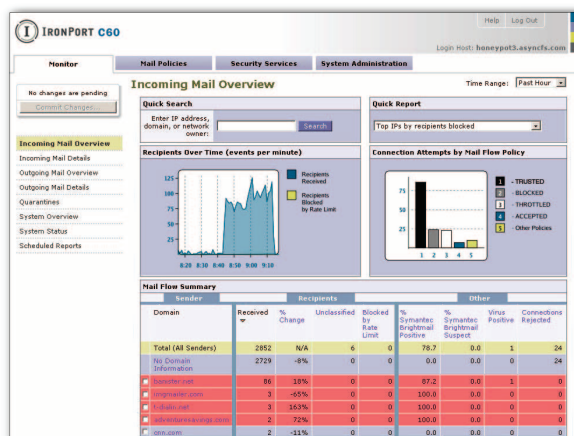 Help Log Out
IRONPORT C60
Login Host: honeypot3.asyncfs.com
Monitor Mail Policies Security Services System Administration
No changes are pending
Commit Changes...
Incoming Mail Overview
Time Range: Past Hour
Quick Search
Enter IP address, domain, or network owner:
Search
Quick Report
Top IPs by recipients blocked
Incoming Mail Overview
Incoming Mail Details
Outgoing Mail Overview
Outgoing Mail Details
Quarantines
System Overview
System Status
Scheduled Reports
Recipients Over Time (events per minute)
125
100
75
50
25
8:20 8:30 8:40 8:50 9:00 9:10
Recipients Received
Recipients Blocked by Rate Limit
Connection Attempts by Mail Flow Policy
75
50
25
1 2 3 4 5
1 - TRUSTED
2 - BLOCKED
3 - THROTTLED
4 - ACCEPTED
5 - Other Policies
Mail Flow Summary
Sender Recipients Other
Domain Received % Change Unclassified Blocked by Rate Limit % Symantec Brightmail Positive % Symantec Brightmail Suspect Virus Positive Connections Rejected
Total (All Senders) 2852 N/A 6 0 78.7 0.0 1 24
No Domain Information 2729 -8% 0 0 0.0 0.0 0 24
86 18% 0 0 87.2 0.0 1 0
3 -65% 0 0 100.0 0.0 0 0
3 163% 0 0 100.0 0.0 0 0
2 72% 0 0 100.0 0.0 0 0
2 -11% 0 0 100.0 0.0 0 0